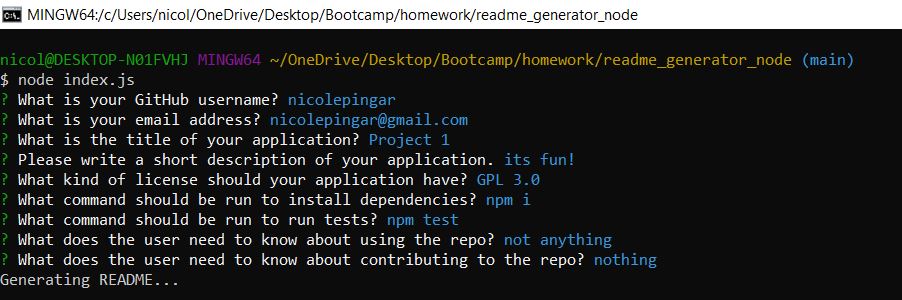 MINGW64:/c/Users/nicol/OneDrive/Desktop/Bootcamp/homework/readme_generator_node
nicol@DESKTOP-N01FVHJ MINGW64 ~/OneDrive/Desktop/Bootcamp/homework/readme_generator_node (main)
$ node index.js
? What is your GitHub username? nicolepingar
? What is your email address? nicolepingar@gmail.com
? What is the title of your application? Project 1
? Please write a short description of your application. its fun!
? What kind of license should your application have? GPL 3.0
? What command should be run to install dependencies? npm i
? What command should be run to run tests? npm test
? What does the user need to know about using the repo? not anything
? What does the user need to know about contributing to the repo? nothing
Generating README...